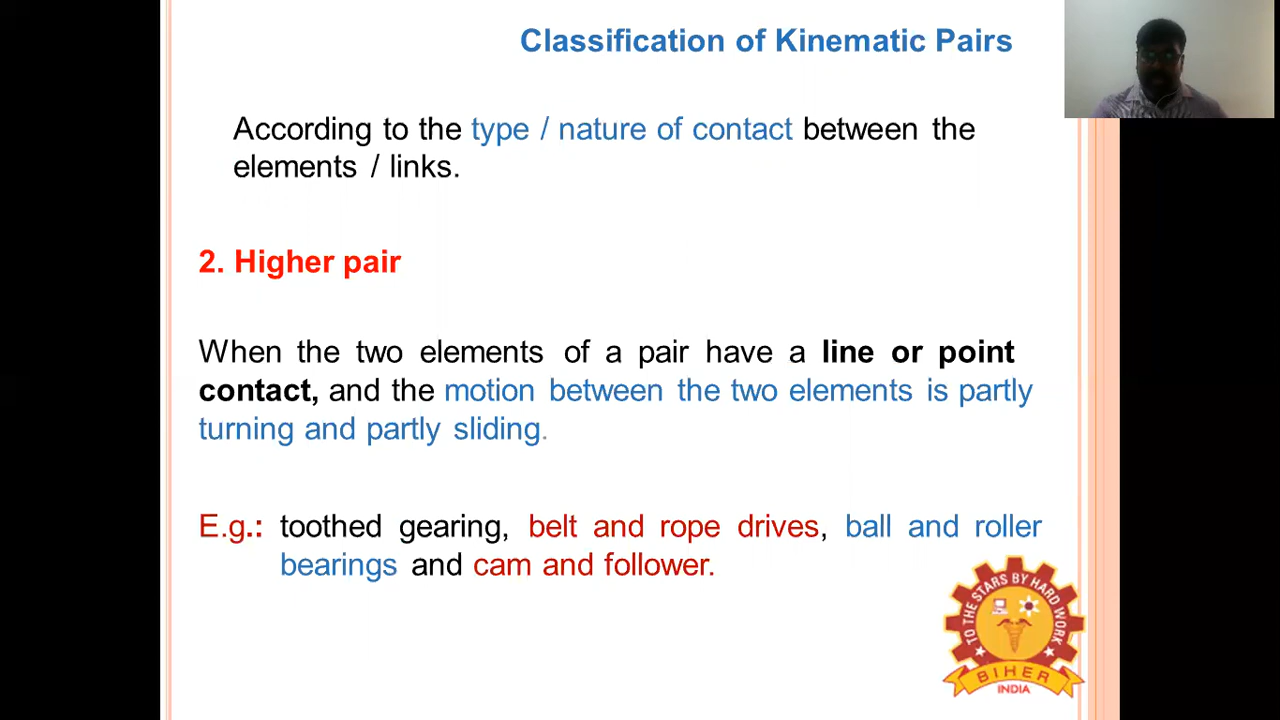 Classification of Kinematic Pairs
According to the type / nature of contact between the
elements / links.
2. Higher pair
When the two elements of a pair have a line or point
contact, and the motion between the two elements is partly
turning and partly sliding.
E.g.: toothed gearing, belt and rope drives, ball and roller
bearings and cam and follower.
TO THE STARS BY HARD WORK
BIHER
INDIA